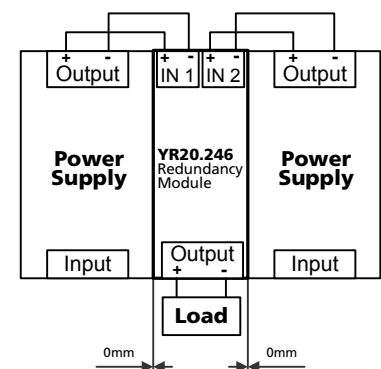 + - + - + - + -
Output IN 1 IN 2 Output
Power
Supply
YR20.246
Redundancy
Module
Power
Supply
Input
Output
+ -
Input
Load
0mm 0mm